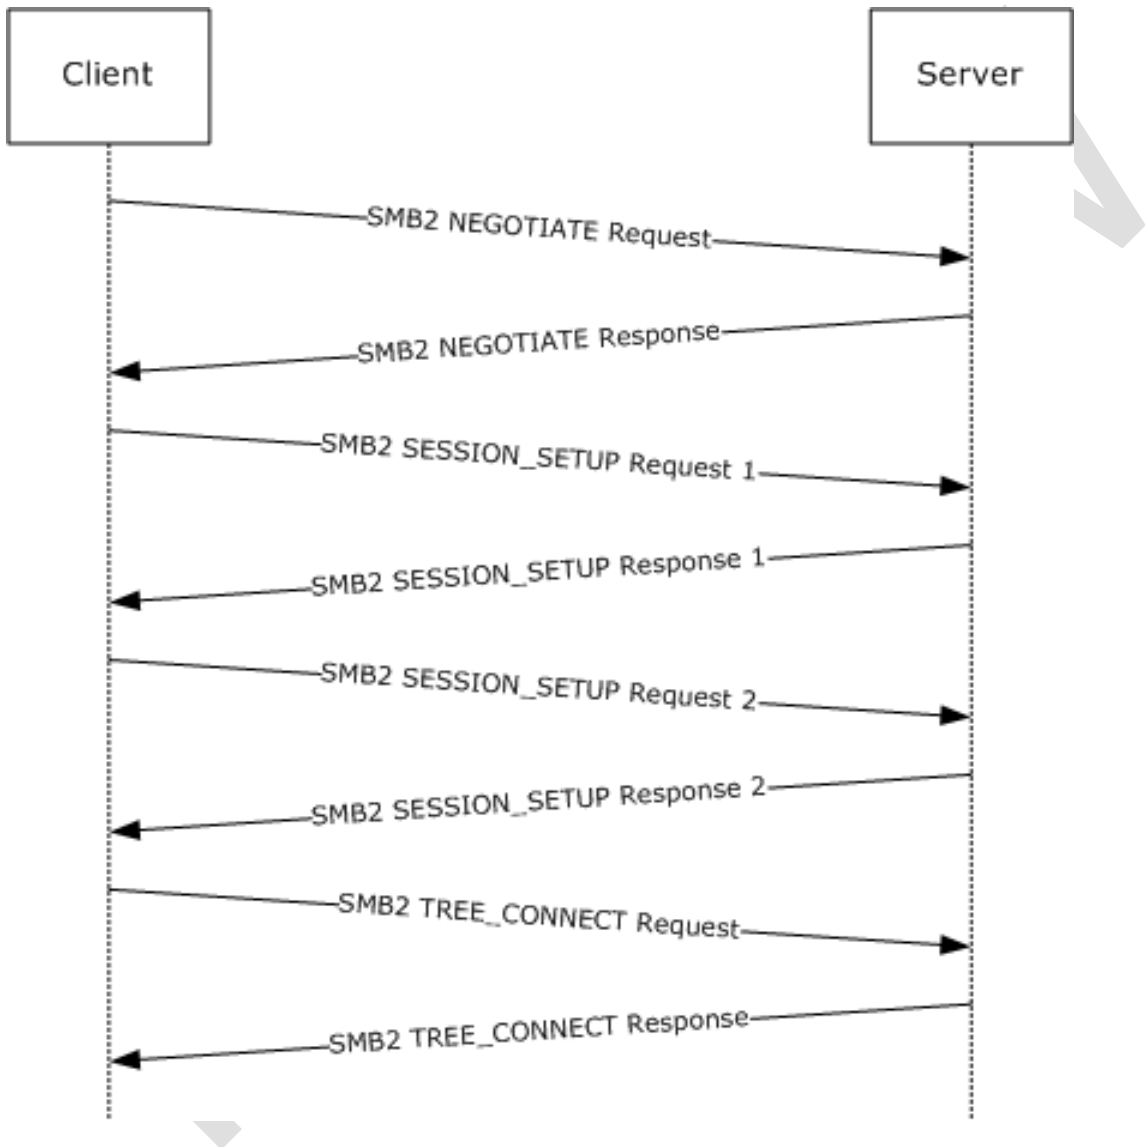 Client
Server
SMB2 NEGOTIATE Request
SMB2 NEGOTIATE Response
SMB2 SESSION_SETUP Request 1
SMB2 SESSION_SETUP Response 1
SMB2 SESSION_SETUP Request 2
SMB2 SESSION_SETUP Response 2
SMB2 TREE_CONNECT Request
SMB2 TREE_CONNECT Response